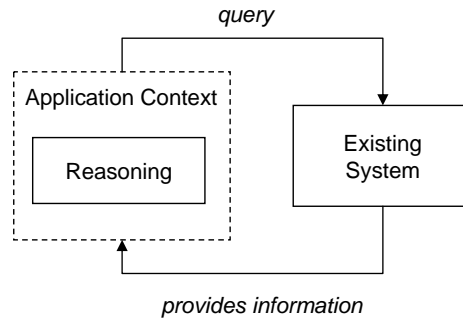 query
Application Context
Reasoning
Existing
System
provides information